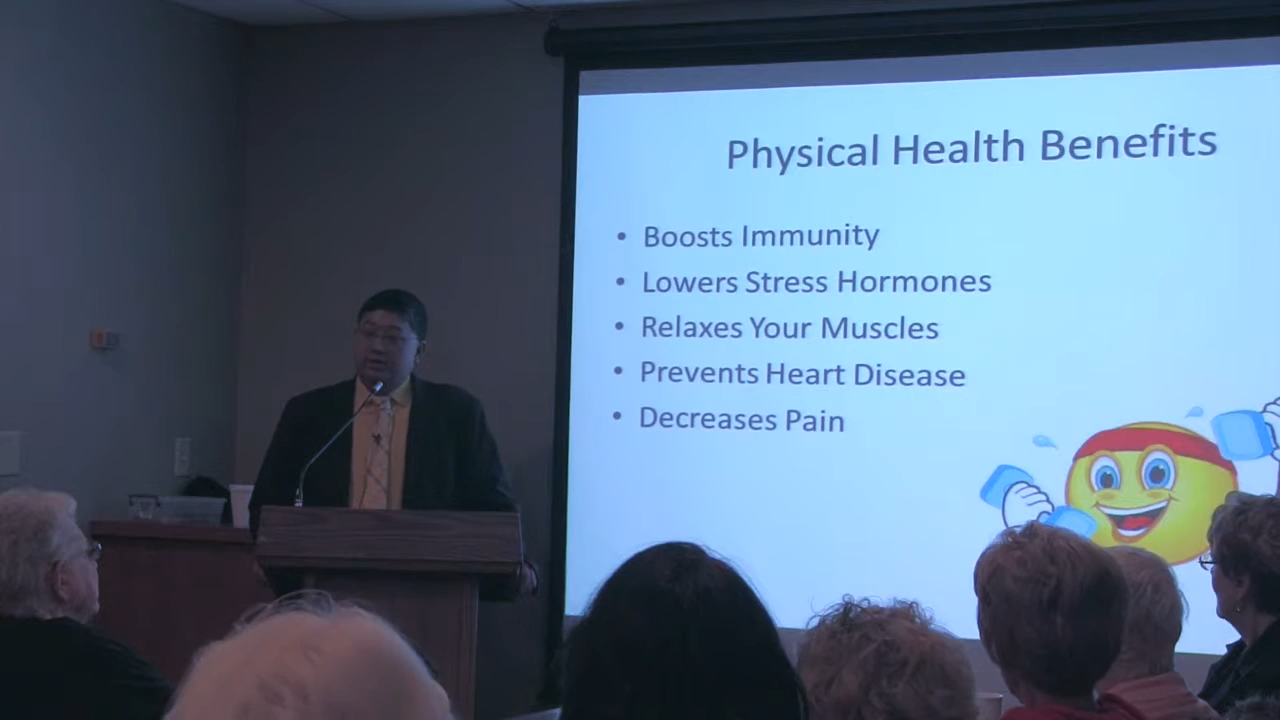 Physical Health Benefits
• Boosts Immunity
• Lowers Stress Hormones
• Relaxes Your Muscles
• Prevents Heart Disease
• Decreases Pain